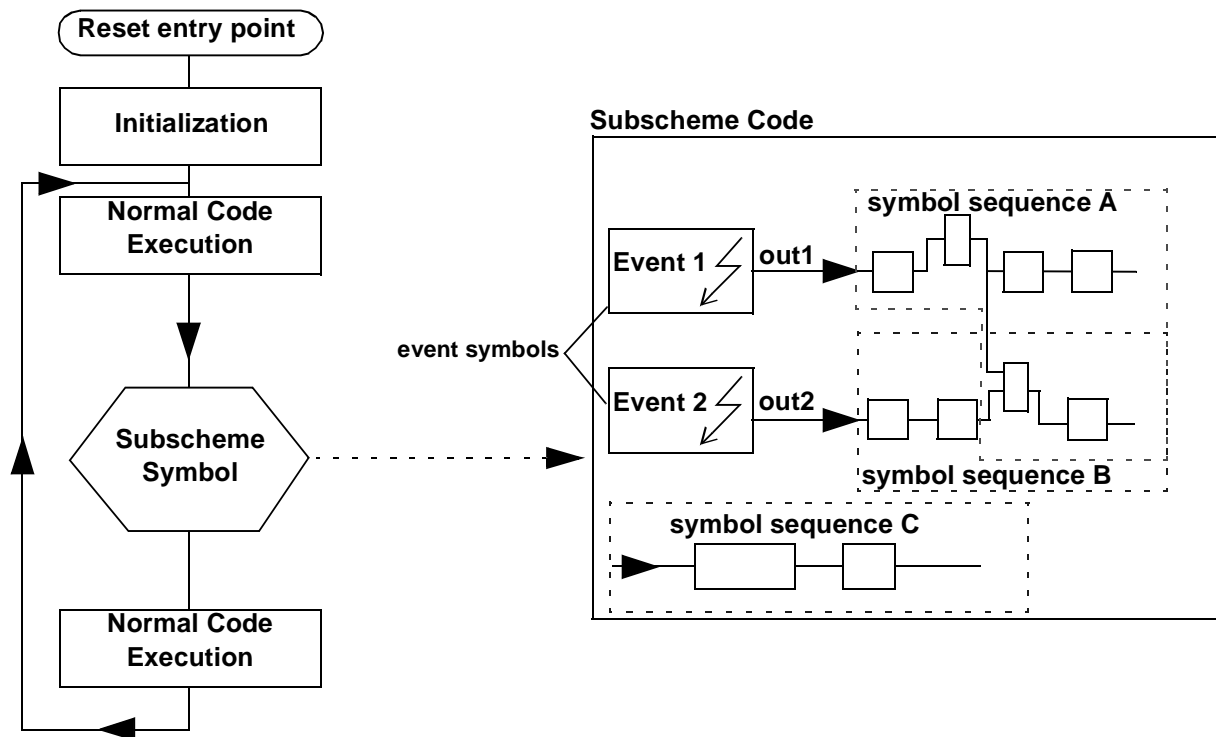 Reset entry point
Initialization
Normal Code
Execution
Subscheme
Symbol
Normal Code
Execution
Subscheme Code
symbol sequence A
Event 1
out1
event symbols
Event 2
out2
symbol sequence B
symbol sequence C